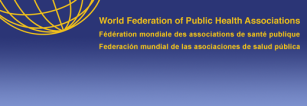 World Federation of Public Health Associations
Fédération mondiale des associations de santé publique
Federación mundial de las asociaciones de salud pública